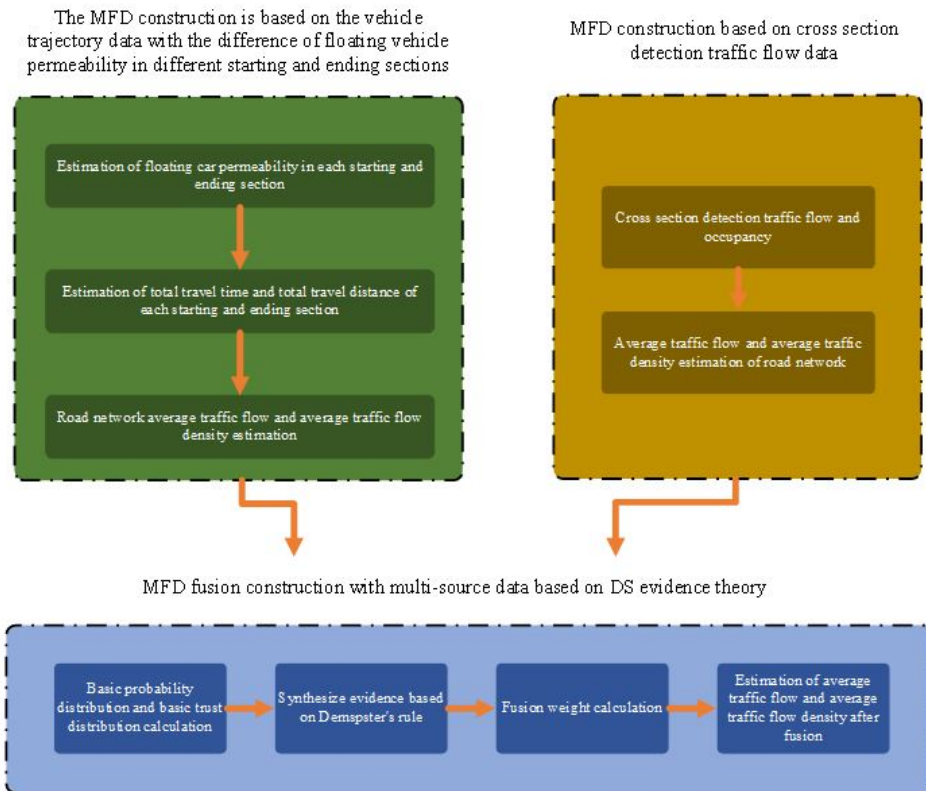 The MFD construction is based on the vehicle
trajectory data with the difference of floating vehicle
permeability in different starting and ending sections
Estimation of floating car permeability in each starting and
ending section
Estimation of total travel time and total travel distance of
each starting and ending section
Road network average traffic flow and average traffic flow
density estimation
MFD construction based on cross section
detection traffic flow data
Cross section detection traffic flow and
occupancy
Average traffic flow and average traffic
density estimation of road network
MFD fusion construction with multi-source data based on DS evidence theory
Basic probability
distribution and basic trust
distribution calculation
Synthesize evidence based
on Demspster's rule
Fusion weight calculation
Estimation of average
traffic flow and average
traffic flow density after
fusion